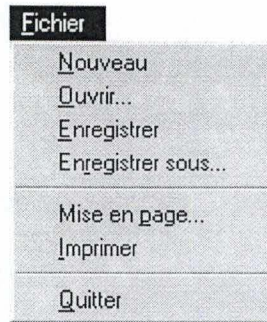 Fichier
Nouveau
Ouvrir...
Enregistrer
Enregistrer sous...
Mise en page...
Imprimer
Quitter